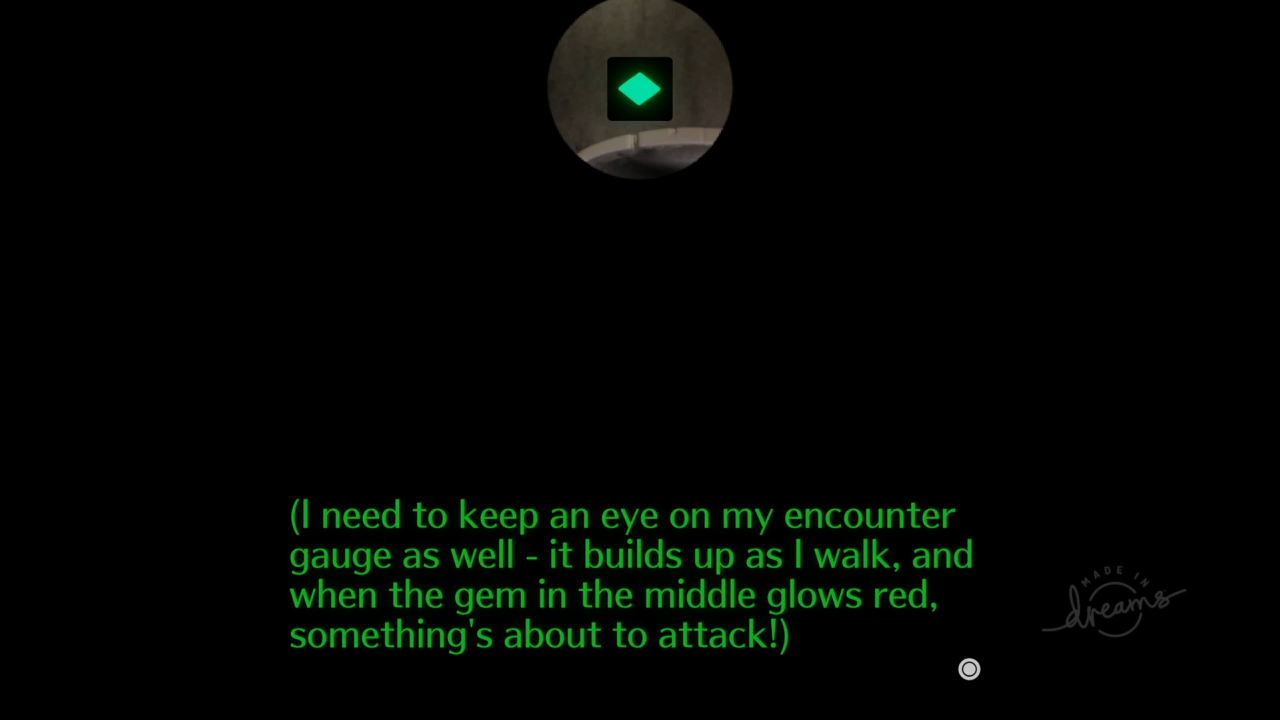 (I need to keep an eye on my encounter
gauge as well - it builds up as I walk, and
when the gem in the middle glows red,
something's about to attack!)
MADE IN
dreams